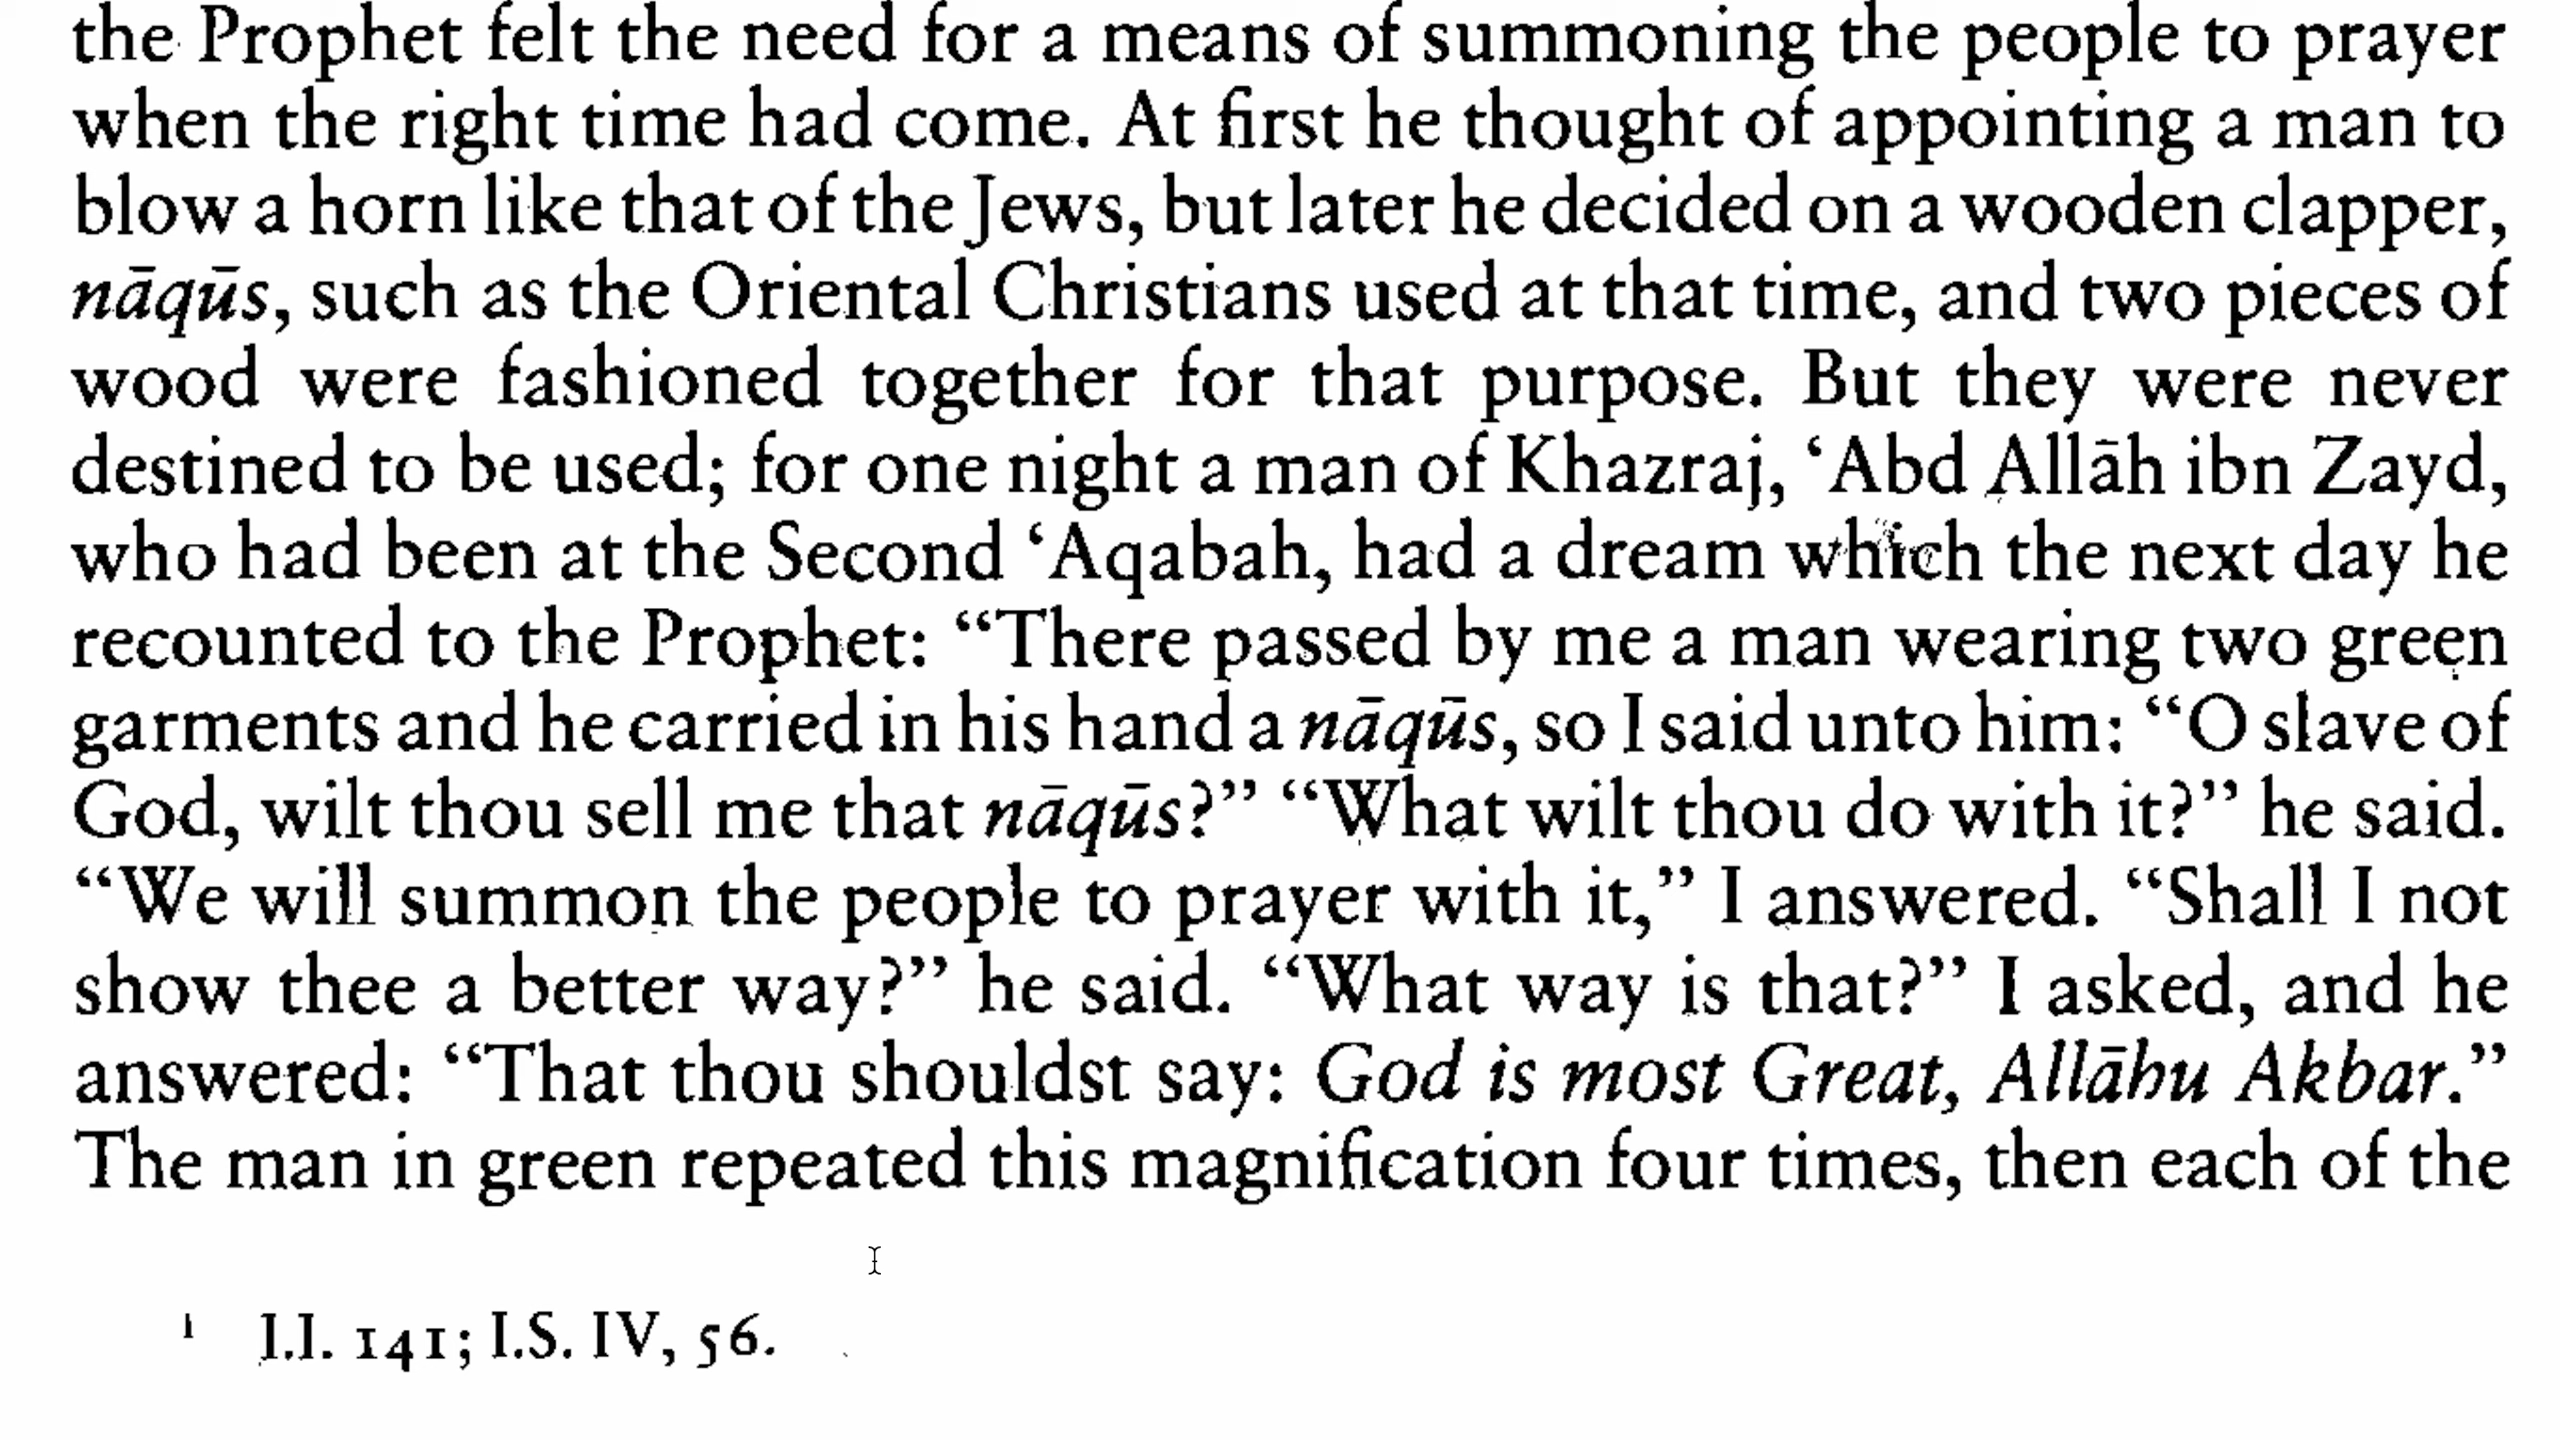 the Prophet felt the need for a means of summoning the people to prayer
when the right time had come. At first he thought of appointing a man to
blow a horn like that of the Jews, but later he decided on a wooden clapper,
nāqūs, such as the Oriental Christians used at that time, and two pieces of
wood were fashioned together for that purpose. But they were never
destined to be used; for one night a man of Khazraj, ‘Abd Allāh ibn Zayd,
who had been at the Second ‘Aqabah, had a dream which the next day he
recounted to the Prophet: “There passed by me a man wearing two green
garments and he carried in his hand a nāqūs, so I said unto him: “O slave of
God, wilt thou sell me that nāqūs?” “What wilt thou do with it?” he said.
“We will summon the people to prayer with it,” I answered. “Shall I not
show thee a better way?” he said. “What way is that?” I asked, and he
answered: “That thou shouldst say: God is most Great, Allāhu Akbar.”
The man in green repeated this magnification four times, then each of the
1 I.I. 141; I.S. IV, 56.